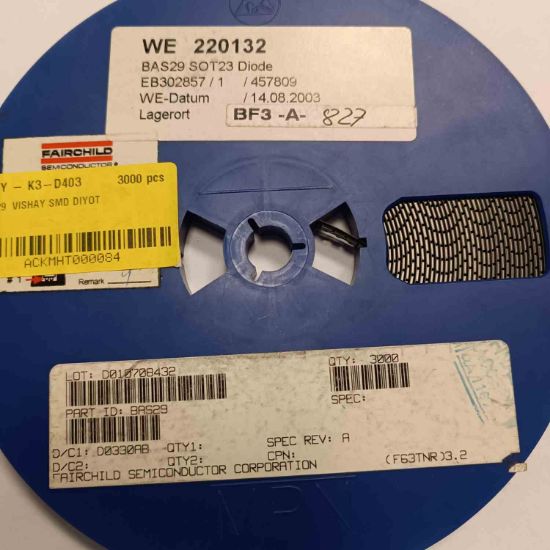 WE 220132
BAS29 SOT23 Diode
EB302857 / 1 / 457809
WE-Datum / 14.08.2003
Lagerort BF3 -A- 827
FAIRCHILD
SEMICONDUCTOR
Y - K3-D403 3000 pcs
29 VISHAY SMD DIYOT
ACKMHT000084
Remark
LOT: D010708432
QTY: 3000
PART ID: BAS29
SPEC:
D/C1: D0330AB QTY1: SPEC REV: A
D/C2: QTY2: CPN:
FAIRCHILD SEMICONDUCTOR CORPORATION (F63TNR)3.2